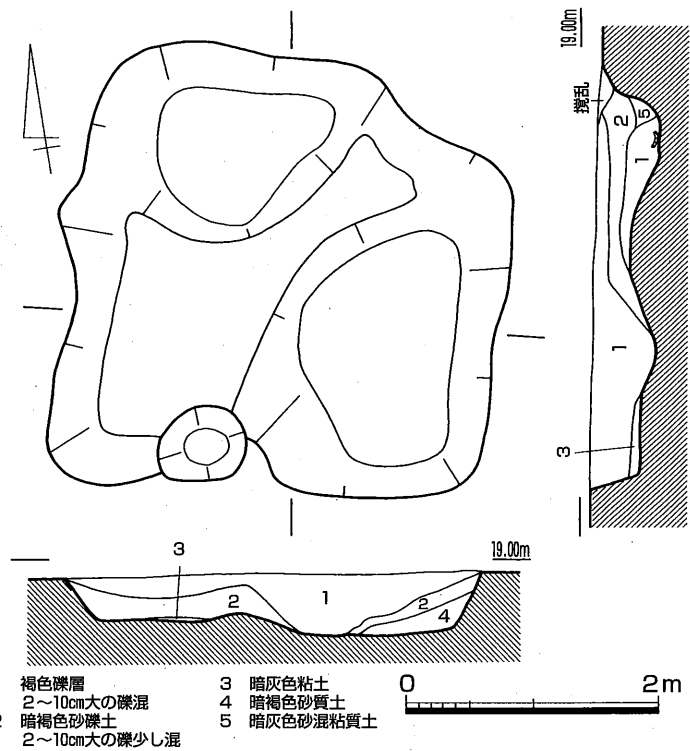 19.00m
撹乱
2
5
1
1
3
3
19.00m
2
1
2
4
褐色礫層
2～10cm大の礫混
2 暗褐色砂礫土
2～10cm大の礫少し混
3 暗灰色粘土
4 暗褐色砂質土
5 暗灰色砂混粘質土
0 2m